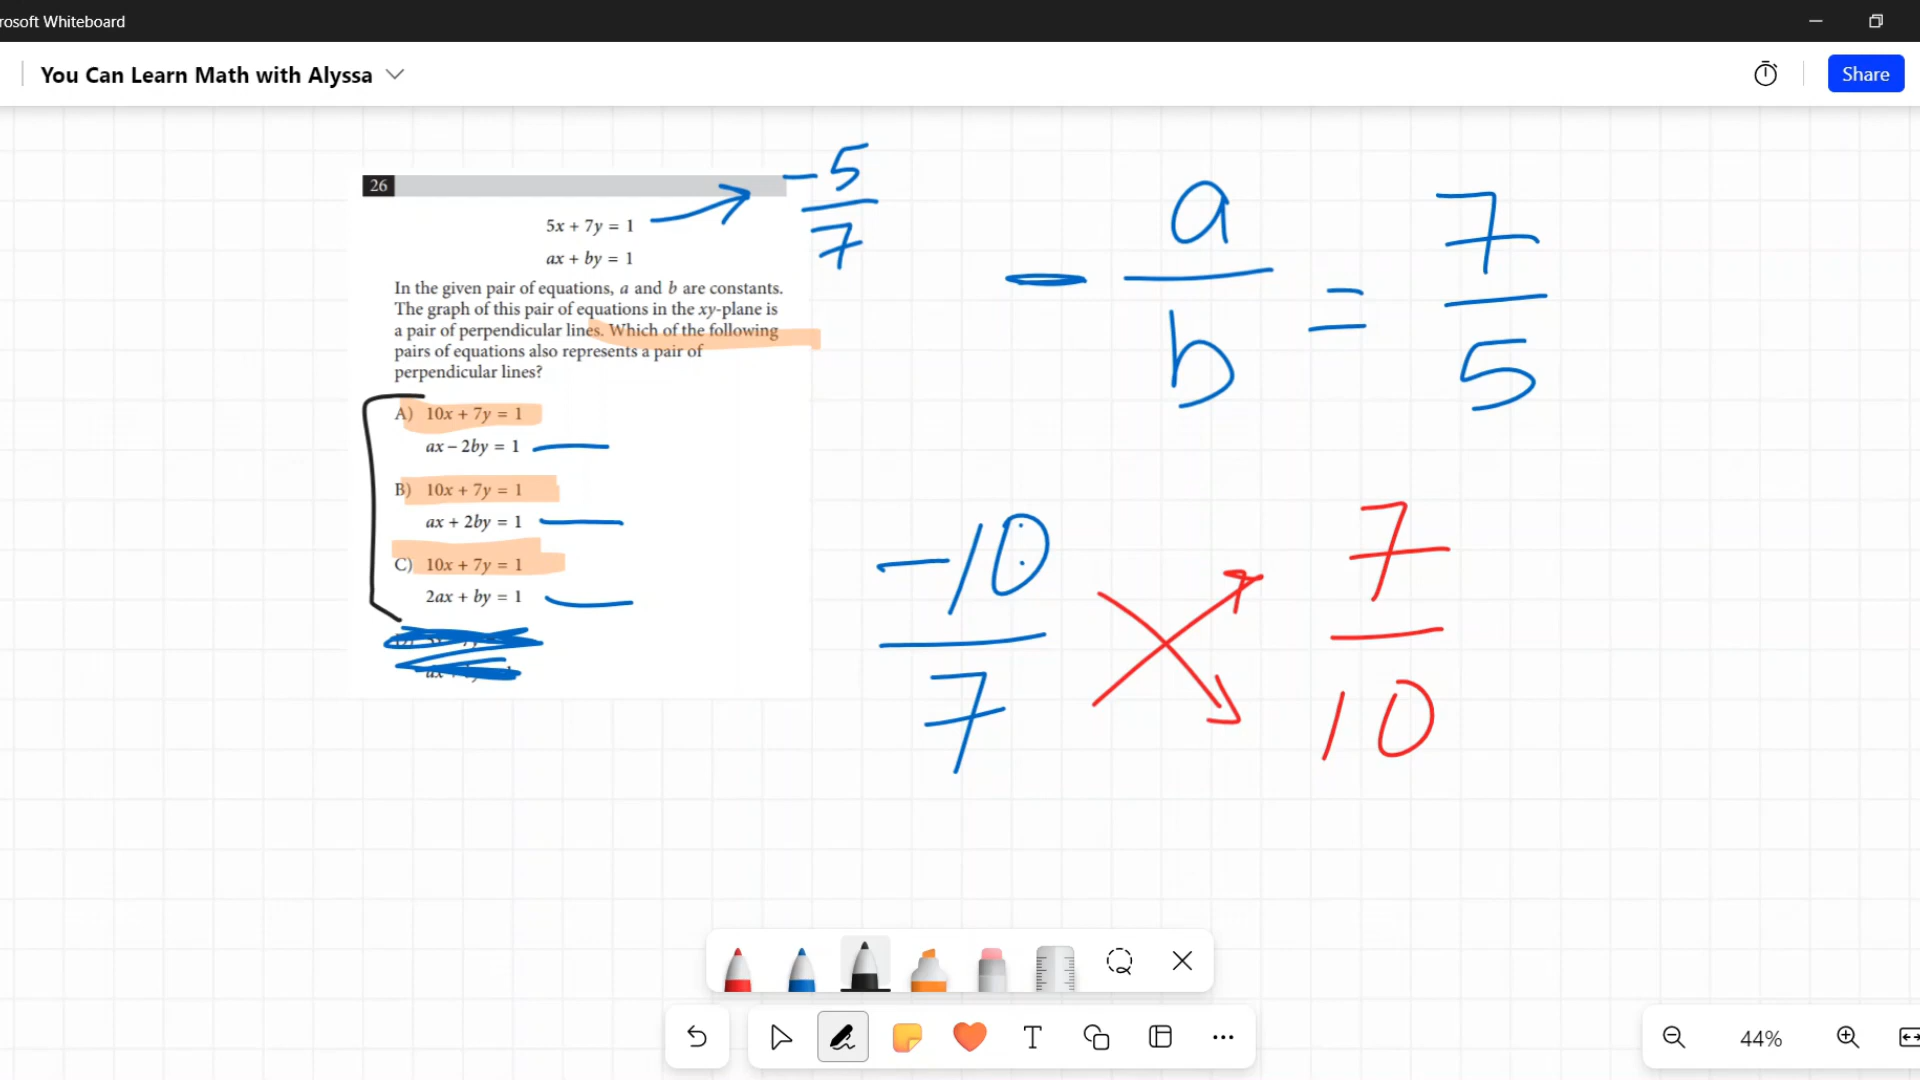 rosoft Whiteboard
You Can Learn Math with Alyssa
Share
26
5x + 7y = 1
ax + by = 1
In the given pair of equations, a and b are constants.
The graph of this pair of equations in the xy-plane is
a pair of perpendicular lines. Which of the following
pairs of equations also represents a pair of
perpendicular lines?
A) 10x + 7y = 1
ax – 2by = 1
B) 10x + 7y = 1
ax + 2by = 1
C) 10x + 7y = 1
2ax + by = 1
-5
7
- a = 7
b 5
-10 7
7 10
T
44%